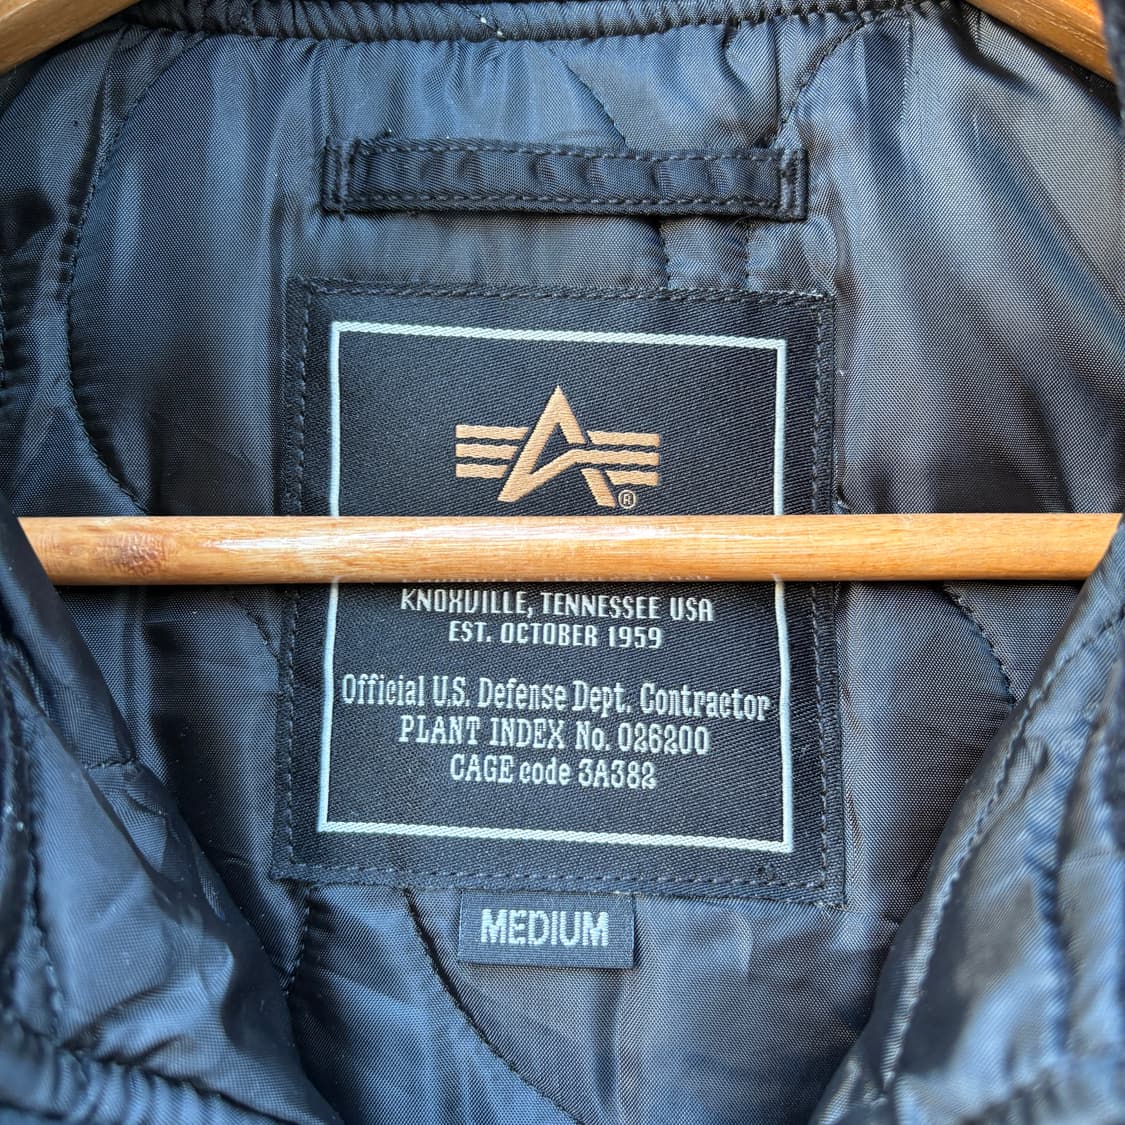 ®
KNOXVILLE, TENNESSEE USA
EST. OCTOBER 1959
Official U.S. Defense Dept. Contractor
PLANT INDEX No. 026200
CAGE code 3A382
MEDIUM